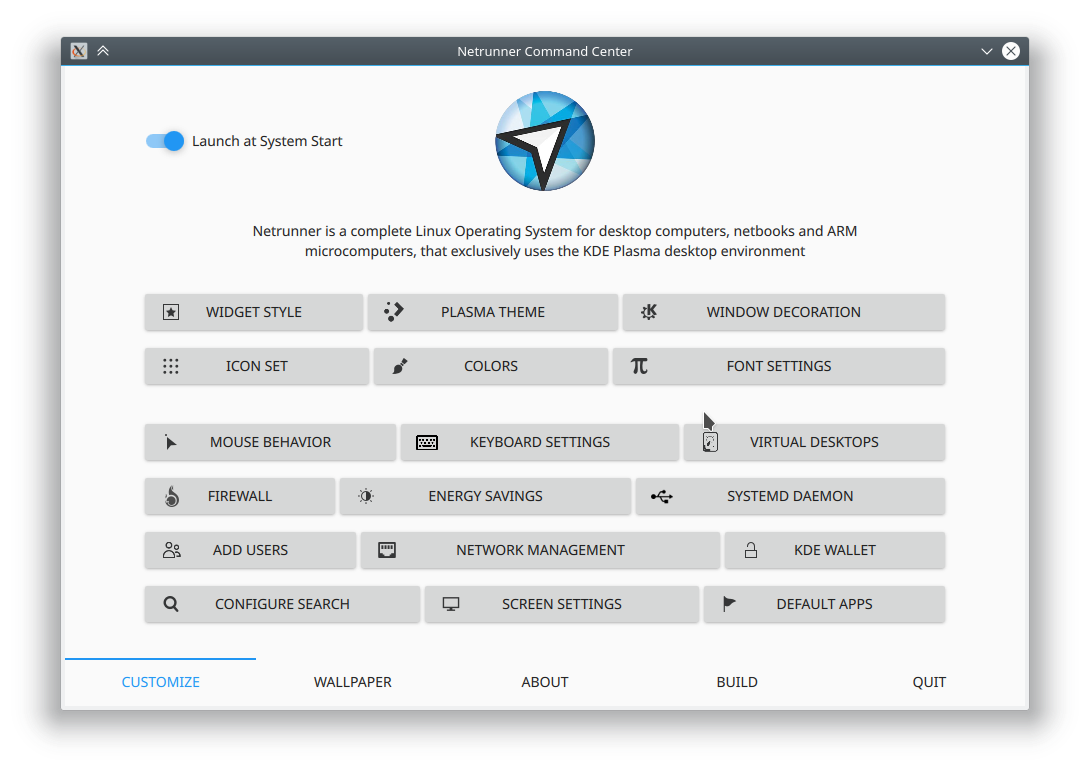 Netrunner Command Center
Launch at System Start
Netrunner is a complete Linux Operating System for desktop computers, netbooks and ARM
microcomputers, that exclusively uses the KDE Plasma desktop environment
WIDGET STYLE PLASMA THEME WINDOW DECORATION
ICON SET COLORS FONT SETTINGS
MOUSE BEHAVIOR KEYBOARD SETTINGS VIRTUAL DESKTOPS
FIREWALL ENERGY SAVINGS SYSTEMD DAEMON
ADD USERS NETWORK MANAGEMENT KDE WALLET
CONFIGURE SEARCH SCREEN SETTINGS DEFAULT APPS
CUSTOMIZE WALLPAPER ABOUT BUILD QUIT